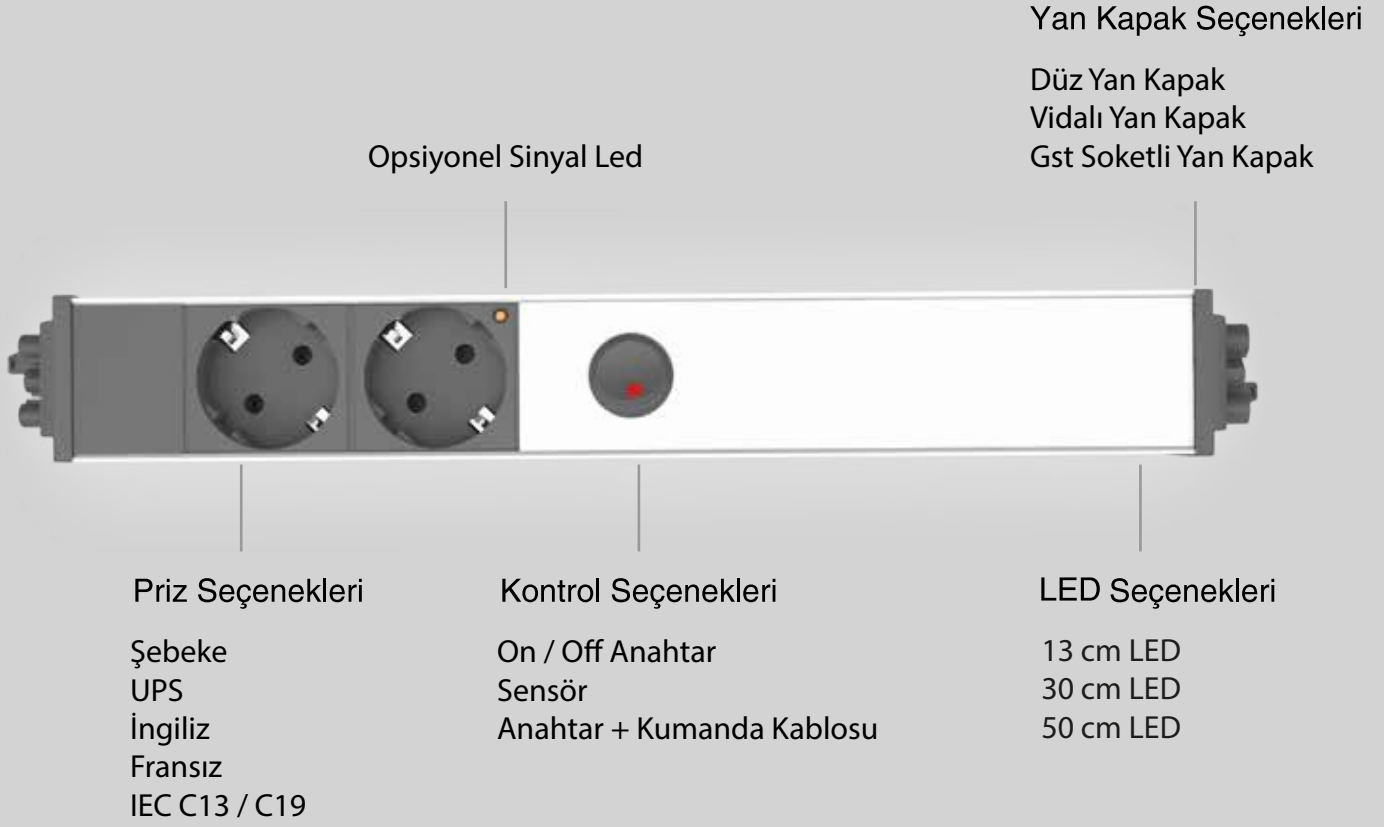 Yan Kapak Seçenekleri
Düz Yan Kapak
Vidalı Yan Kapak
Gst Soketli Yan Kapak
Opsiyonel Sinyal Led
Priz Seçenekleri
Şebeke
UPS
İngiliz
Fransız
IEC C13 / C19
Kontrol Seçenekleri
On / Off Anahtar
Sensör
Anahtar + Kumanda Kablosu
LED Seçenekleri
13 cm LED
30 cm LED
50 cm LED